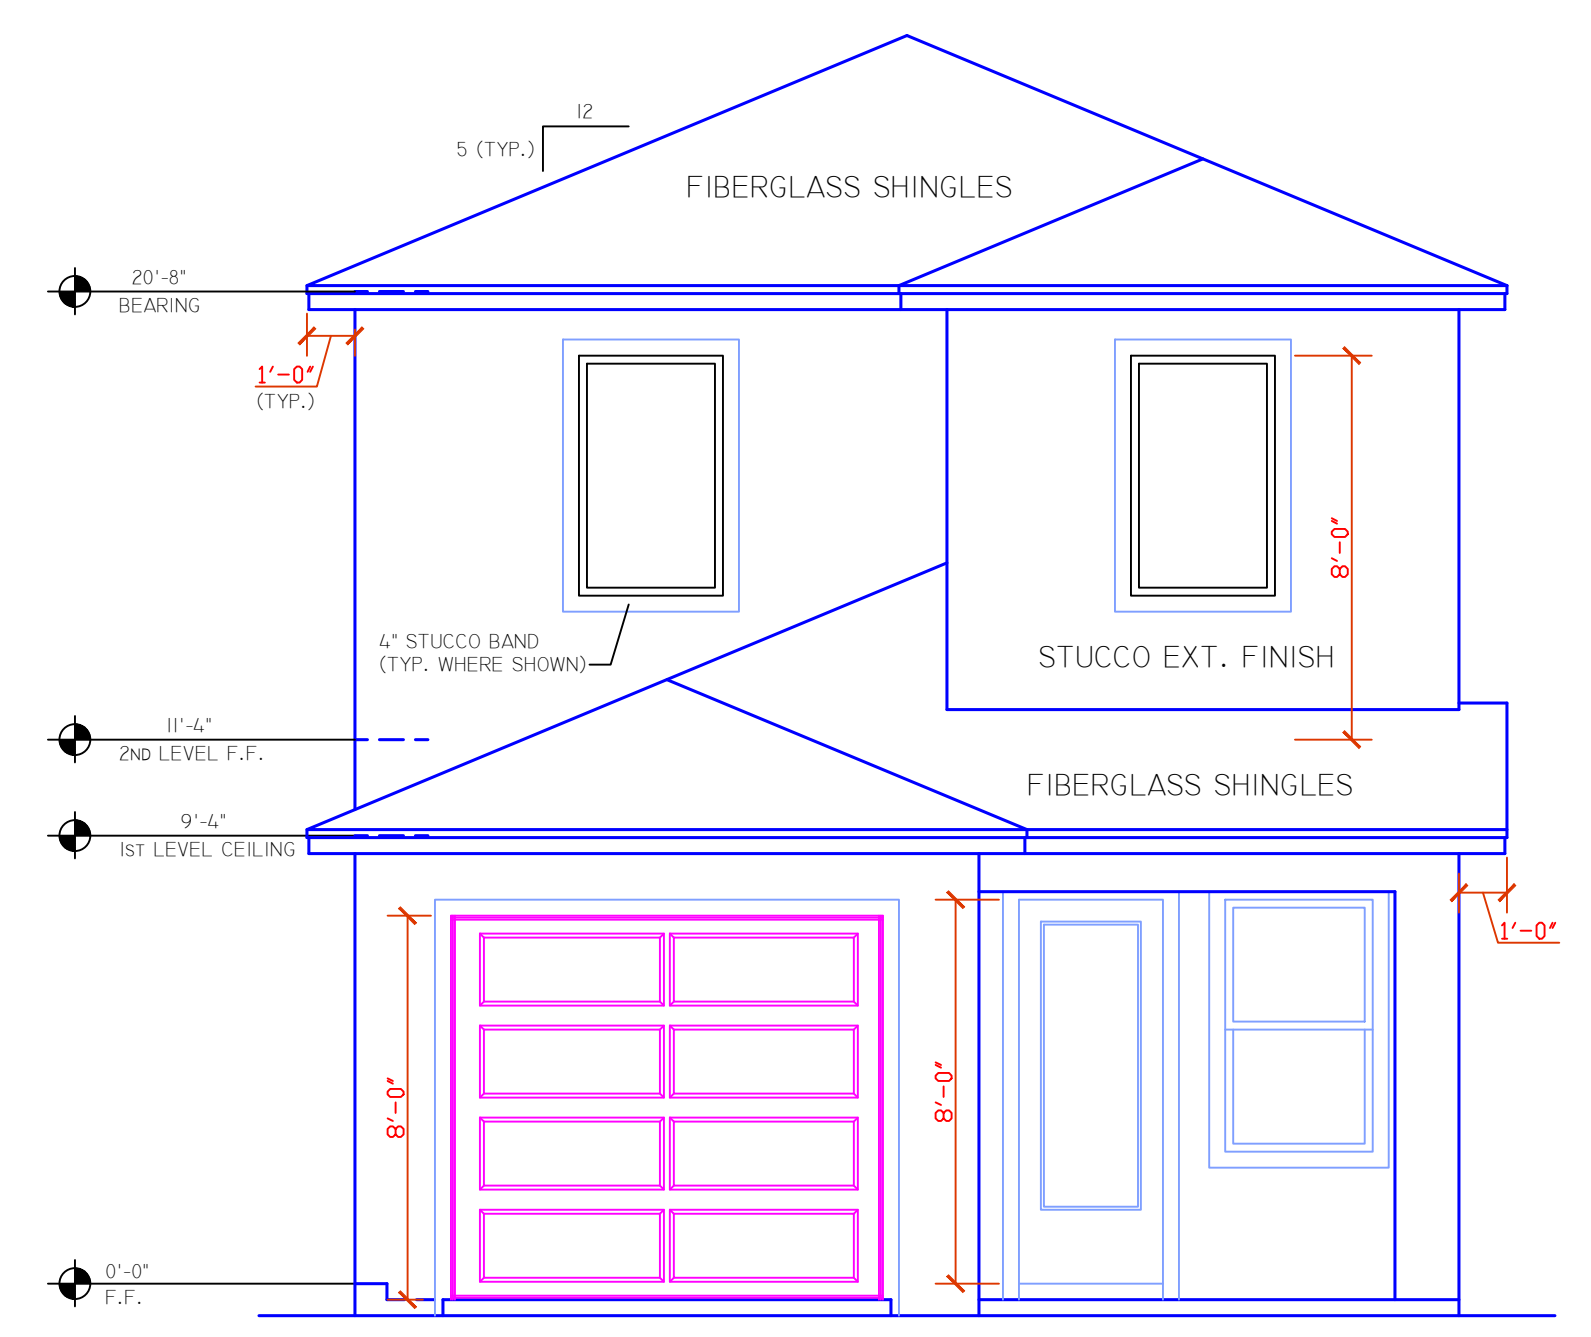 12
5 (TYP.)
FIBERGLASS SHINGLES
20'-8"
BEARING
1'-0"
(TYP.)
8'-0"
4" STUCCO BAND
(TYP. WHERE SHOWN)
STUCCO EXT. FINISH
11'-4"
2ND LEVEL F.F.
FIBERGLASS SHINGLES
9'-4"
1ST LEVEL CEILING
1'-0"
8'-0"
8'-0"
0'-0"
F.F.